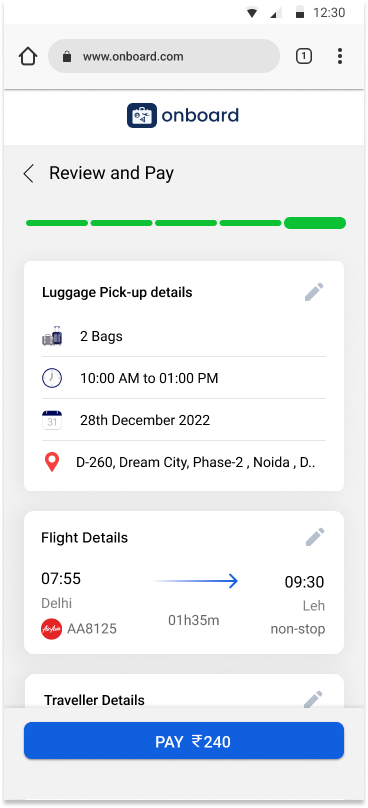 12:30
www.onboard.com
1
onboard
Review and Pay
Luggage Pick-up details
2 Bags
10:00 AM to 01:00 PM
31
28th December 2022
D-260, Dream City, Phase-2 , Noida , D..
Flight Details
07:55
09:30
Delhi
01h35m
Leh
AirAsia
AA8125
non-stop
Traveller Details
PAY ₹240